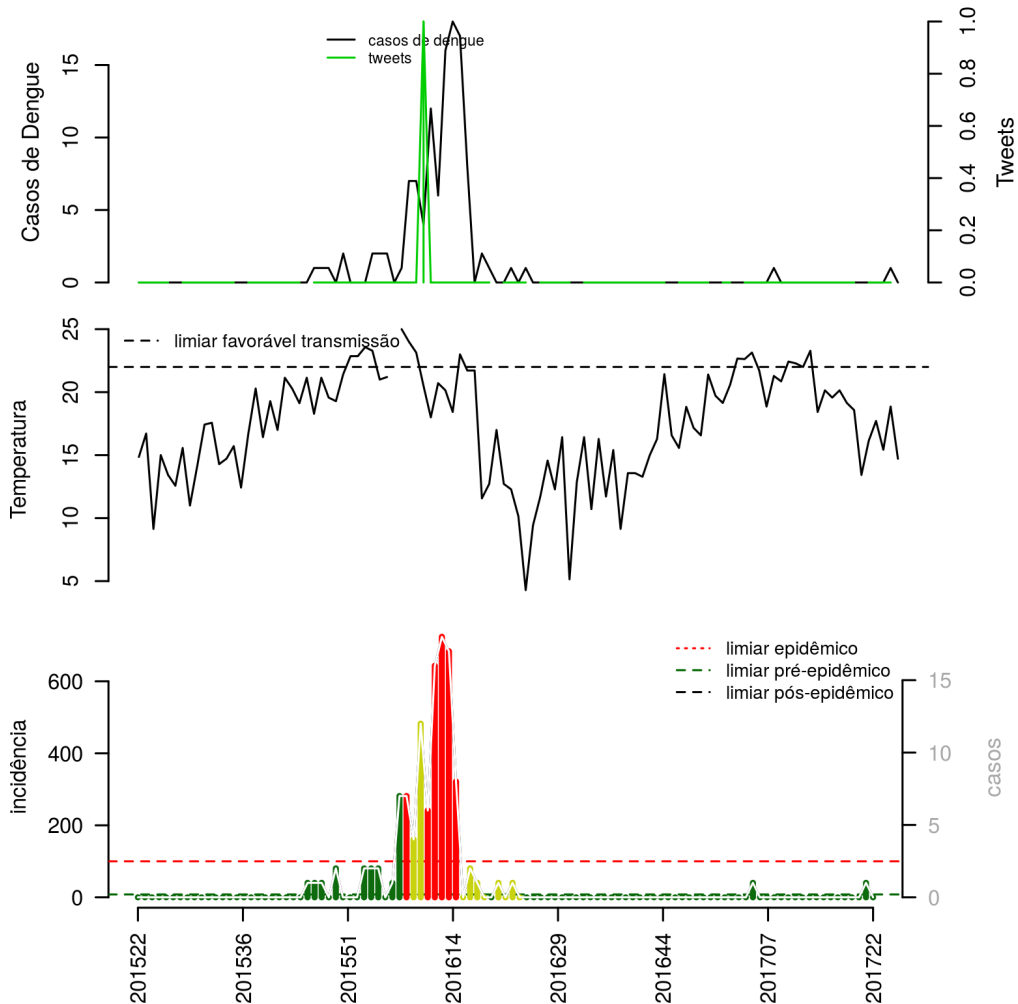 casos de dengue
tweets
Casos de Dengue
0
5
10
15
Tweets
0.0
0.2
0.4
0.6
0.8
1.0
limiar favorável transmissão
Temperatura
5
10
15
20
25
limiar epidêmico
limiar pré-epidêmico
limiar pós-epidêmico
incidência
0
200
400
600
casos
0
5
10
15
201522
201536
201551
201614
201629
201644
201707
201722